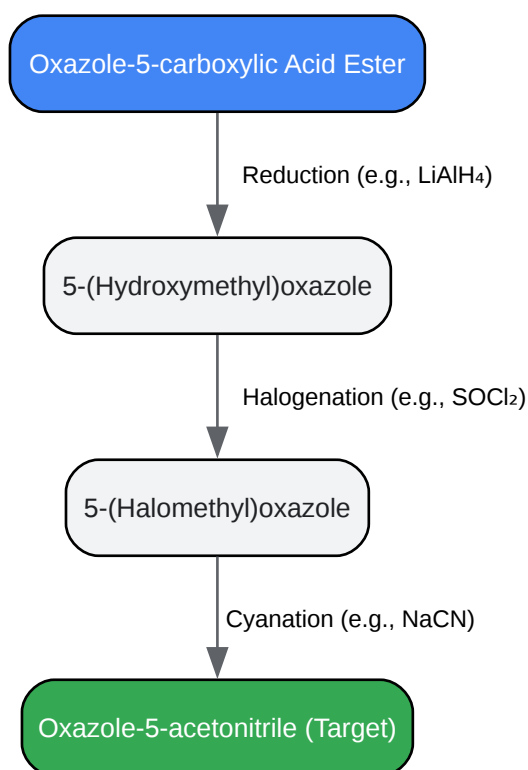 Oxazole-5-carboxylic Acid Ester
Reduction (e.g., LiAlH₄)
5-(Hydroxymethyl)oxazole
Halogenation (e.g., SOCl₂)
5-(Halomethyl)oxazole
Cyanation (e.g., NaCN)
Oxazole-5-acetonitrile (Target)